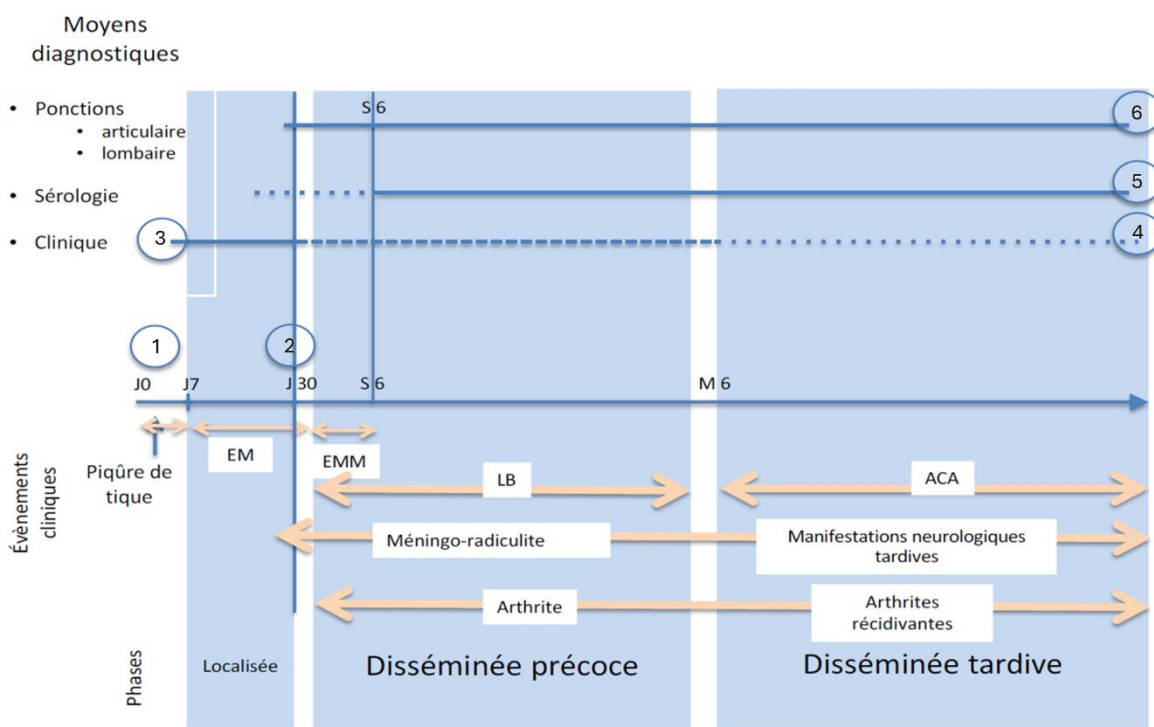 Moyens
diagnostiques
• Ponctions
• articulaire
• lombaire
S 6
6
• Sérologie
5
• Clinique
3
4
1
2
J0
J7
J 30
S 6
M 6
Évènements
cliniques
Piqûre de
tique
EM
EMM
LB
ACA
Méningo-radiculite
Manifestations neurologiques
tardives
Arthrite
Arthrites
récidivantes
Phases
Localisée
Disséminée précoce
Disséminée tardive